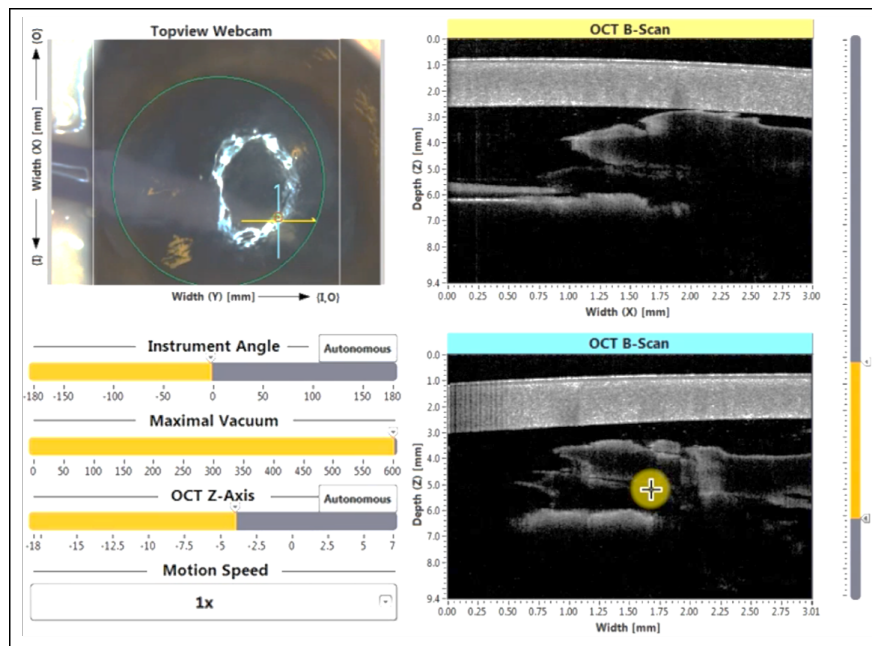 Topview Webcam
(O)
Width (X) [mm]
(I)
Width (Y) [mm]
(I,O)
Instrument Angle
Autonomous
-180 -150 -100 -50 0 50 100 150 180
Maximal Vacuum
0 50 100 150 200 250 300 350 400 450 500 550 600
OCT Z-Axis
Autonomous
-18 -15 -12.5 -10 -7.5 -5 -2.5 0 2.5 5 7
Motion Speed
1x
OCT B-Scan
Depth (Z) [mm]
0.0
1.0
2.0
3.0
4.0
5.0
6.0
7.0
8.0
9.4
0.00 0.25 0.50 0.75 1.00 1.25 1.50 1.75 2.00 2.25 2.50 2.75 3.00
Width (X) [mm]
OCT B-Scan
Depth (Z) [mm]
0.0
1.0
2.0
3.0
4.0
5.0
6.0
7.0
8.0
9.4
0.00 0.25 0.50 0.75 1.00 1.25 1.50 1.75 2.00 2.25 2.50 2.75 3.01
Width [mm]